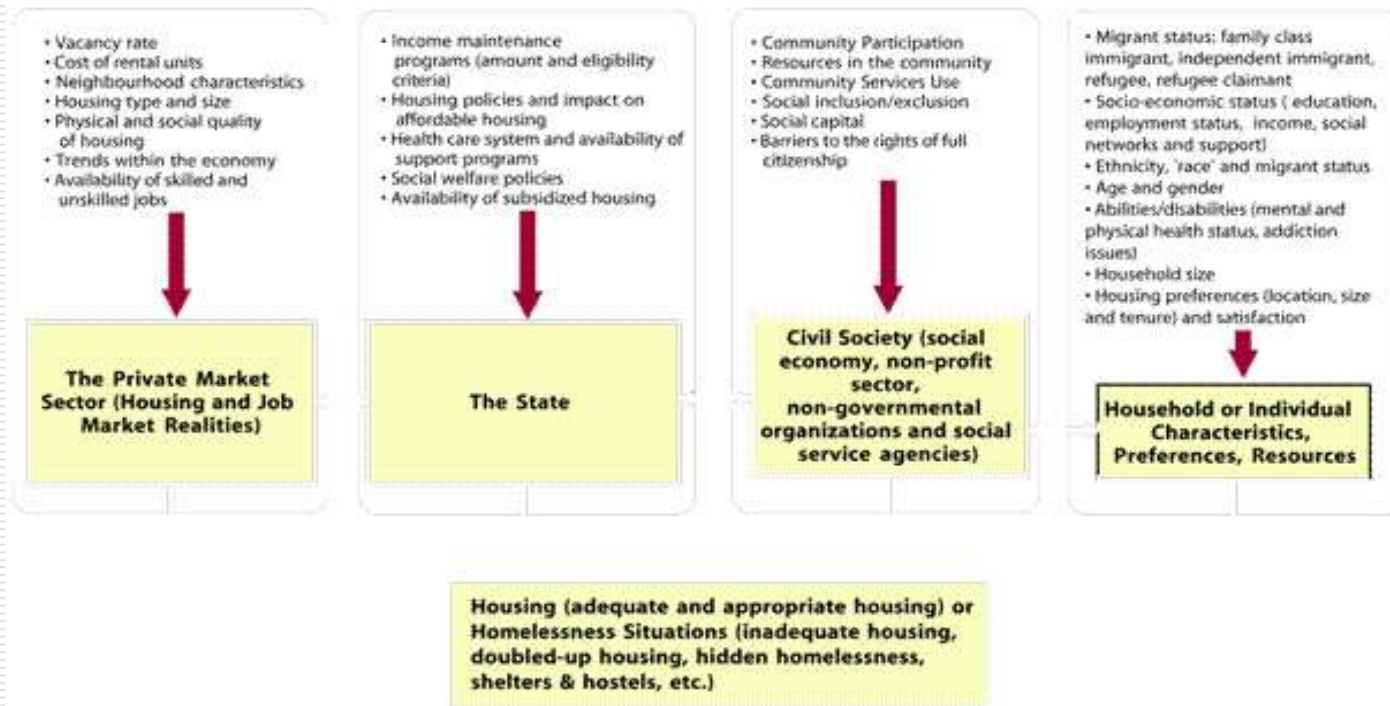 • Vacancy rate
• Cost of rental units
• Neighbourhood characteristics
• Housing type and size
• Physical and social quality
of housing
• Trends within the economy
• Availability of skilled and
unskilled jobs
The Private Market
Sector (Housing and Job
Market Realities)
• Income maintenance
programs (amount and eligibility
criteria)
• Housing policies and impact on
affordable housing
• Health care system and availability of
support programs
• Social welfare policies
• Availability of subsidized housing
The State
• Community Participation
• Resources in the community
• Community Services Use
• Social inclusion/exclusion
• Social capital
• Barriers to the rights of full
citizenship
Civil Society (social
economy, non-profit
sector,
non-governmental
organizations and social
service agencies)
• Migrant status: family class
immigrant, independent immigrant,
refugee, refugee claimant
• Socio-economic status ( education,
employment status, income, social
networks and support)
• Ethnicity, 'race' and migrant status
• Age and gender
• Abilities/disabilities (mental and
physical health status, addiction
issues)
• Household size
• Housing preferences (location, size
and tenure) and satisfaction
Household or Individual
Characteristics,
Preferences, Resources
Housing (adequate and appropriate housing) or
Homelessness Situations (inadequate housing,
doubled-up housing, hidden homelessness,
shelters & hostels, etc.)